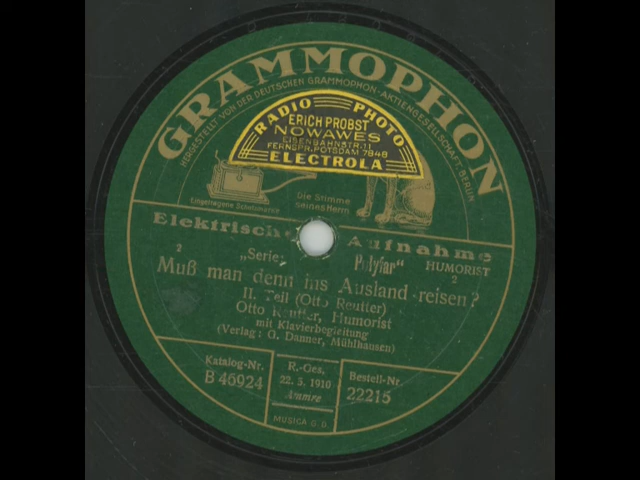 GRAMMOPHON
HERGESTELLT VON DER DEUTSCHEN GRAMMOPHON-AKTIENGESELLSCHAFT, BERLIN
RADIO PHOTO
ERICH PROBST
NOWAWES
EISENBAHNSTR. 11
FERNSPR. POTSDAM 7848
ELECTROLA
Eingetragene Schutzmarke
Die Stimme
seines Herrn
Elektrische Aufnahme
„Serie Polyfar“ HUMORIST
2 2
Muß man denn ins Ausland reisen?
II. Teil (Otto Reutter)
Otto Reutter, Humorist
mit Klavierbegleitung
(Verlag: G. Danner, Mühlhausen)
Katalog-Nr.
B 46924
R.-Ges.
22. 5. 1910
Bestell-Nr.
22215
MUSICA G. D.